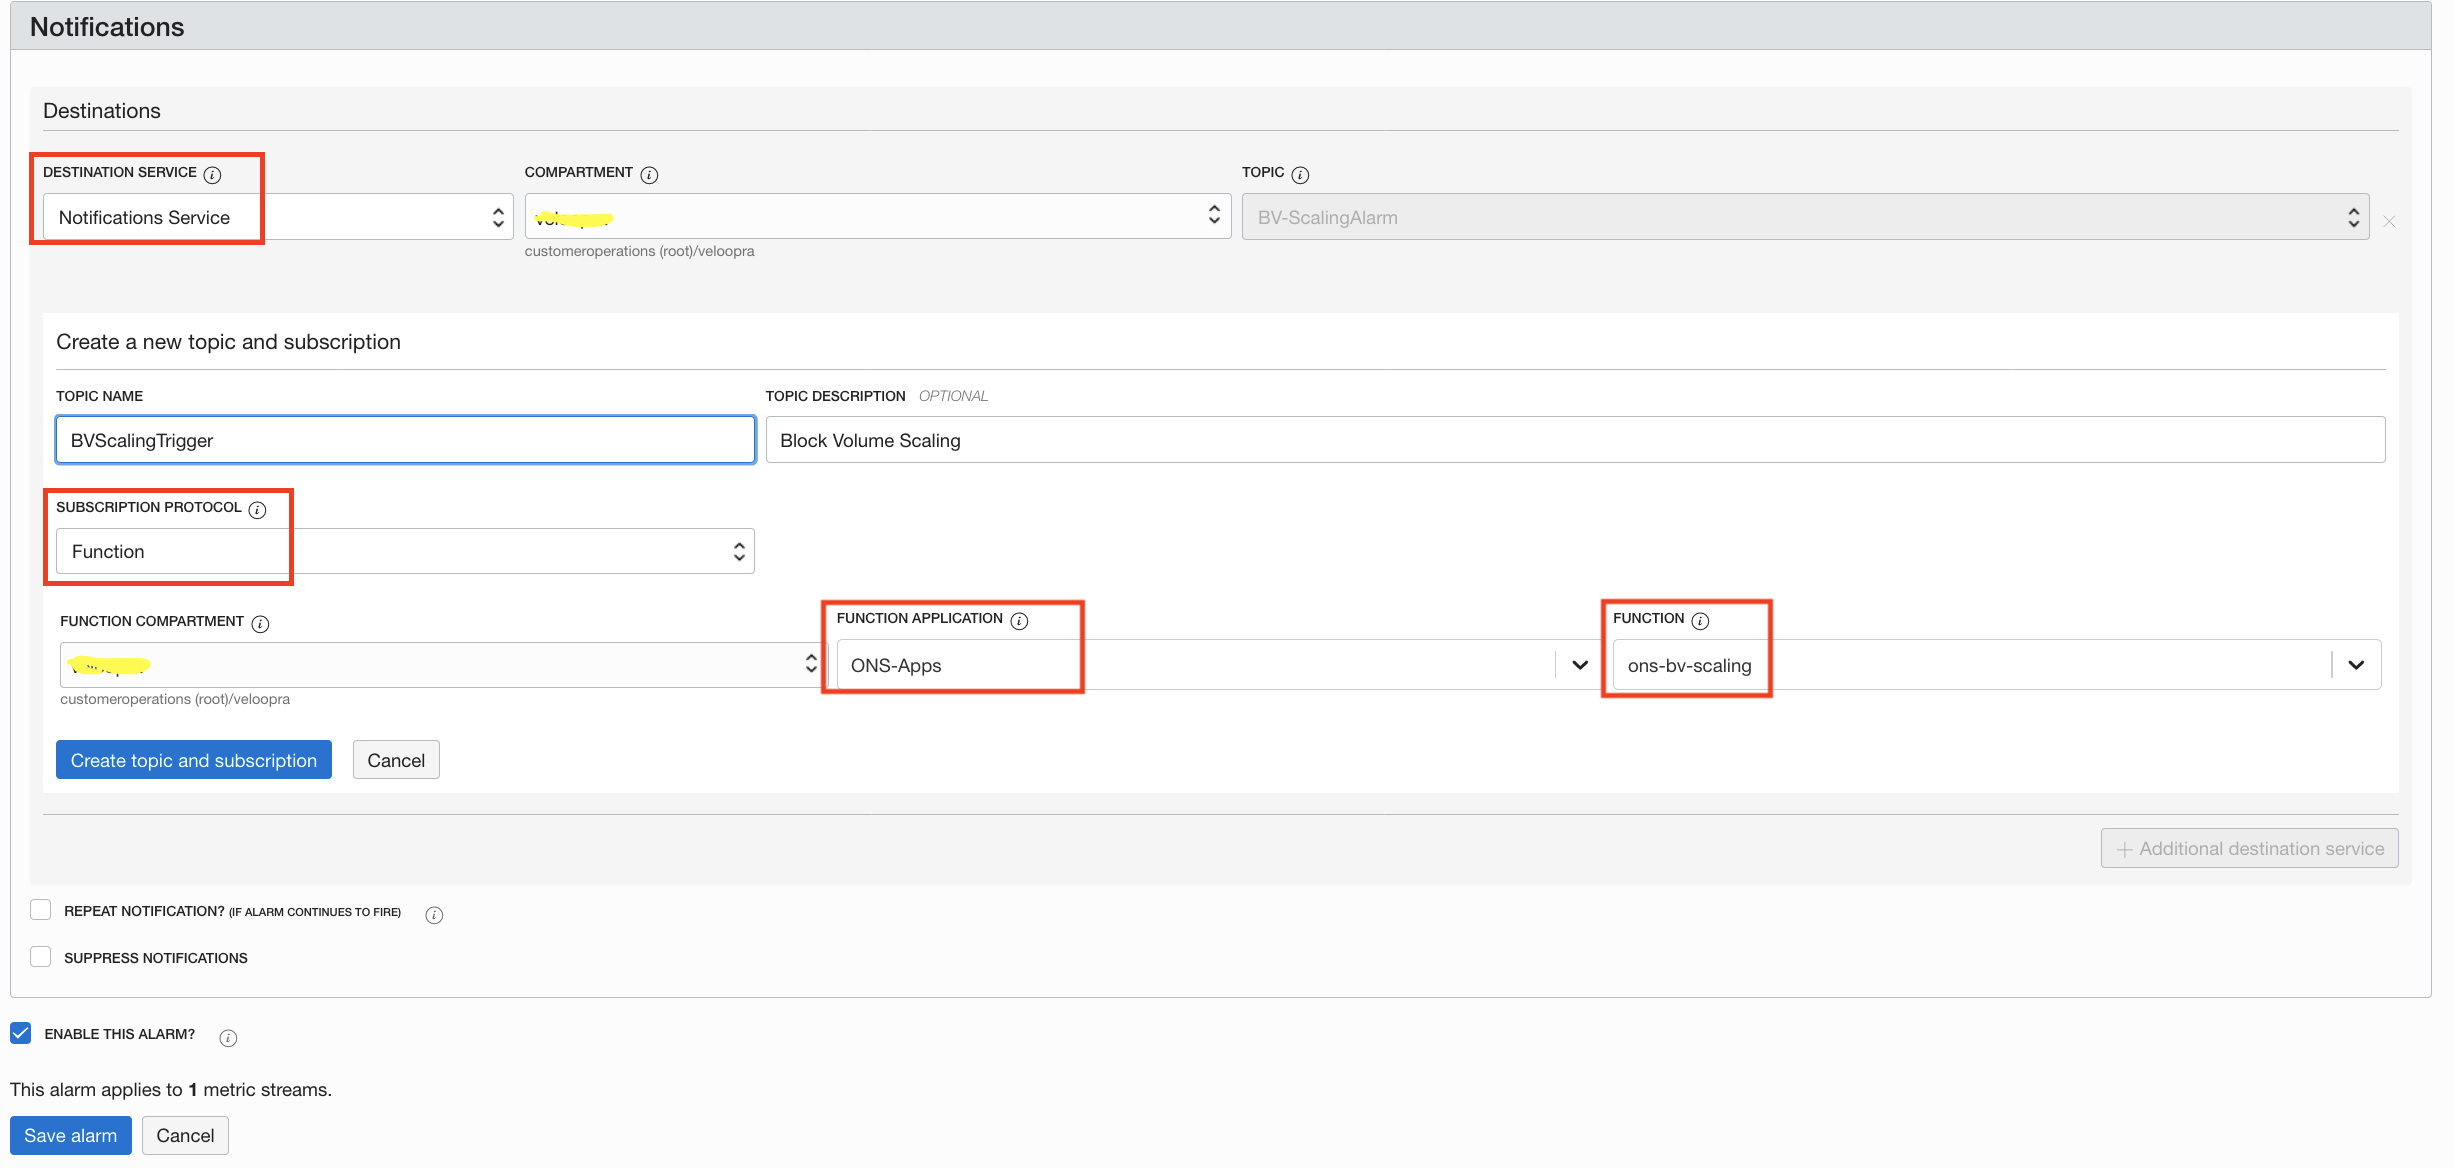 Notifications
Destinations
DESTINATION SERVICE
COMPARTMENT
TOPIC
Notifications Service
BV-ScalingAlarm
customeroperations (root)/veloopra
Create a new topic and subscription
TOPIC NAME
TOPIC DESCRIPTION OPTIONAL
BVScalingTrigger
Block Volume Scaling
SUBSCRIPTION PROTOCOL
Function
FUNCTION COMPARTMENT
FUNCTION APPLICATION
FUNCTION
ONS-Apps
ons-bv-scaling
customeroperations (root)/veloopra
Create topic and subscription
Cancel
+ Additional destination service
REPEAT NOTIFICATION? (IF ALARM CONTINUES TO FIRE)
SUPPRESS NOTIFICATIONS
ENABLE THIS ALARM?
This alarm applies to 1 metric streams.
Save alarm
Cancel